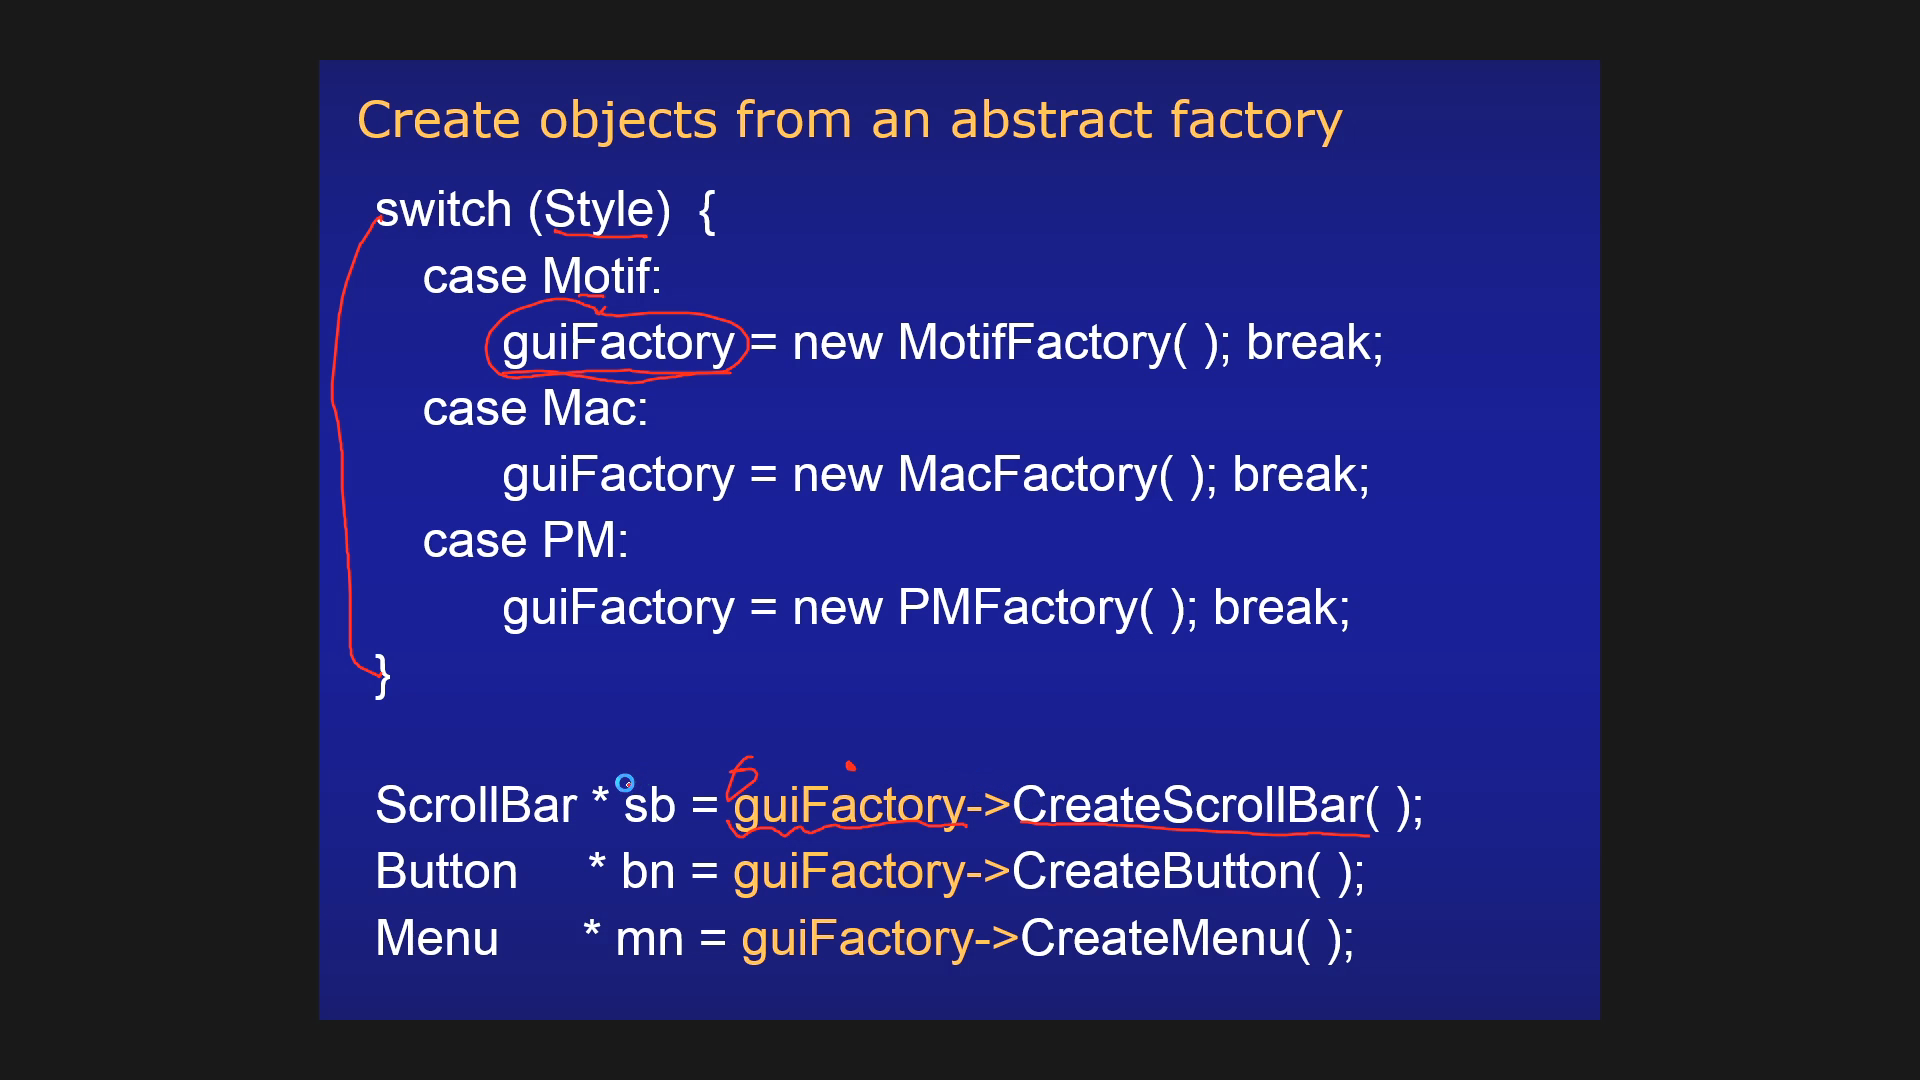 Create objects from an abstract factory
switch (Style) {
case Motif:
guiFactory = new MotifFactory( ); break;
case Mac:
guiFactory = new MacFactory( ); break;
case PM:
guiFactory = new PMFactory( ); break;
}
ScrollBar * sb = guiFactory->CreateScrollBar( );
Button * bn = guiFactory->CreateButton( );
Menu * mn = guiFactory->CreateMenu( );